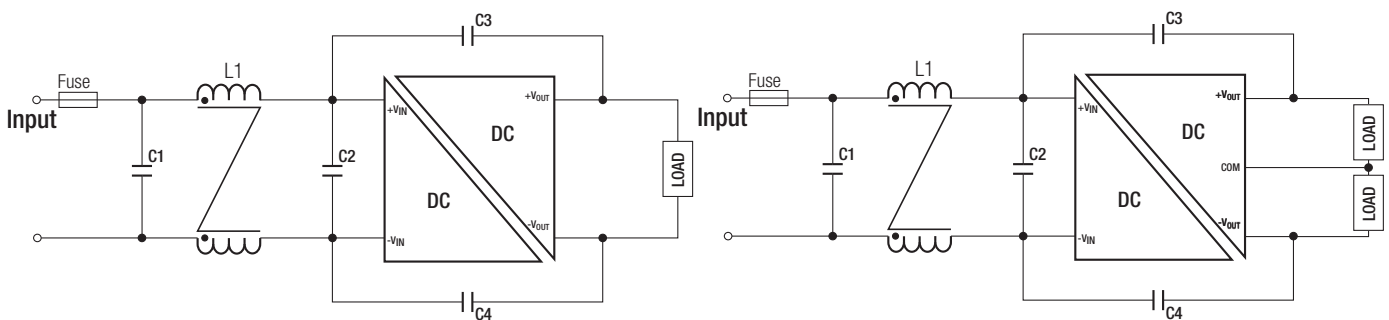 C3
Fuse
L1
Input
+VIN
+VOUT
DC
C1
C2
LOAD
DC
-VIN
-VOUT
C4
C3
Fuse
L1
Input
+VIN
+VOUT
DC
LOAD
C1
C2
COM
DC
LOAD
-VIN
-VOUT
C4